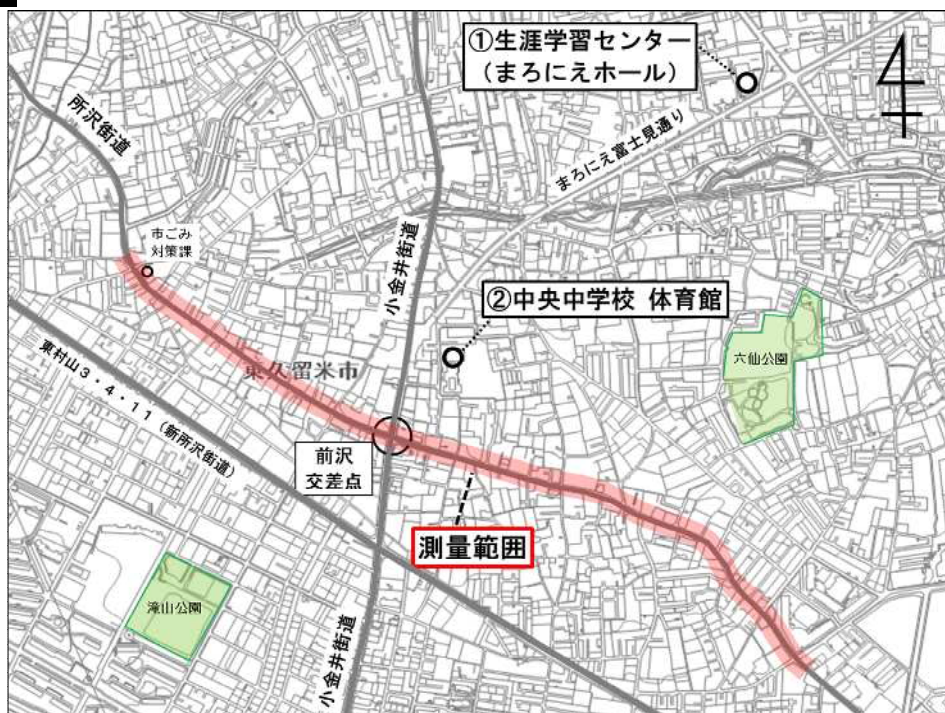 ①生涯学習センター
（まろにえホール）
所沢街道
まろにえ富士見通り
市ごみ
対策課
小金井街道
②中央中学校 体育館
六仙公園
東久留米市
東村山３・４・１１（新所沢街道）
前沢
交差点
測量範囲
滝山公園
小金井街道